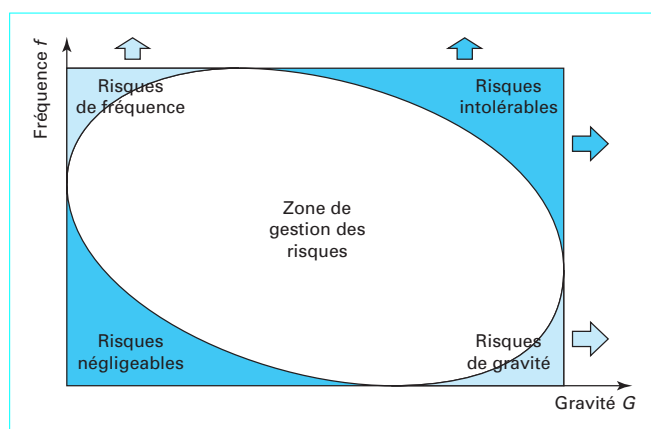 Fréquence f
Risques
de fréquence
Risques
intolérables
Zone de
gestion des
risques
Risques
négligeables
Risques
de gravité
Gravité G